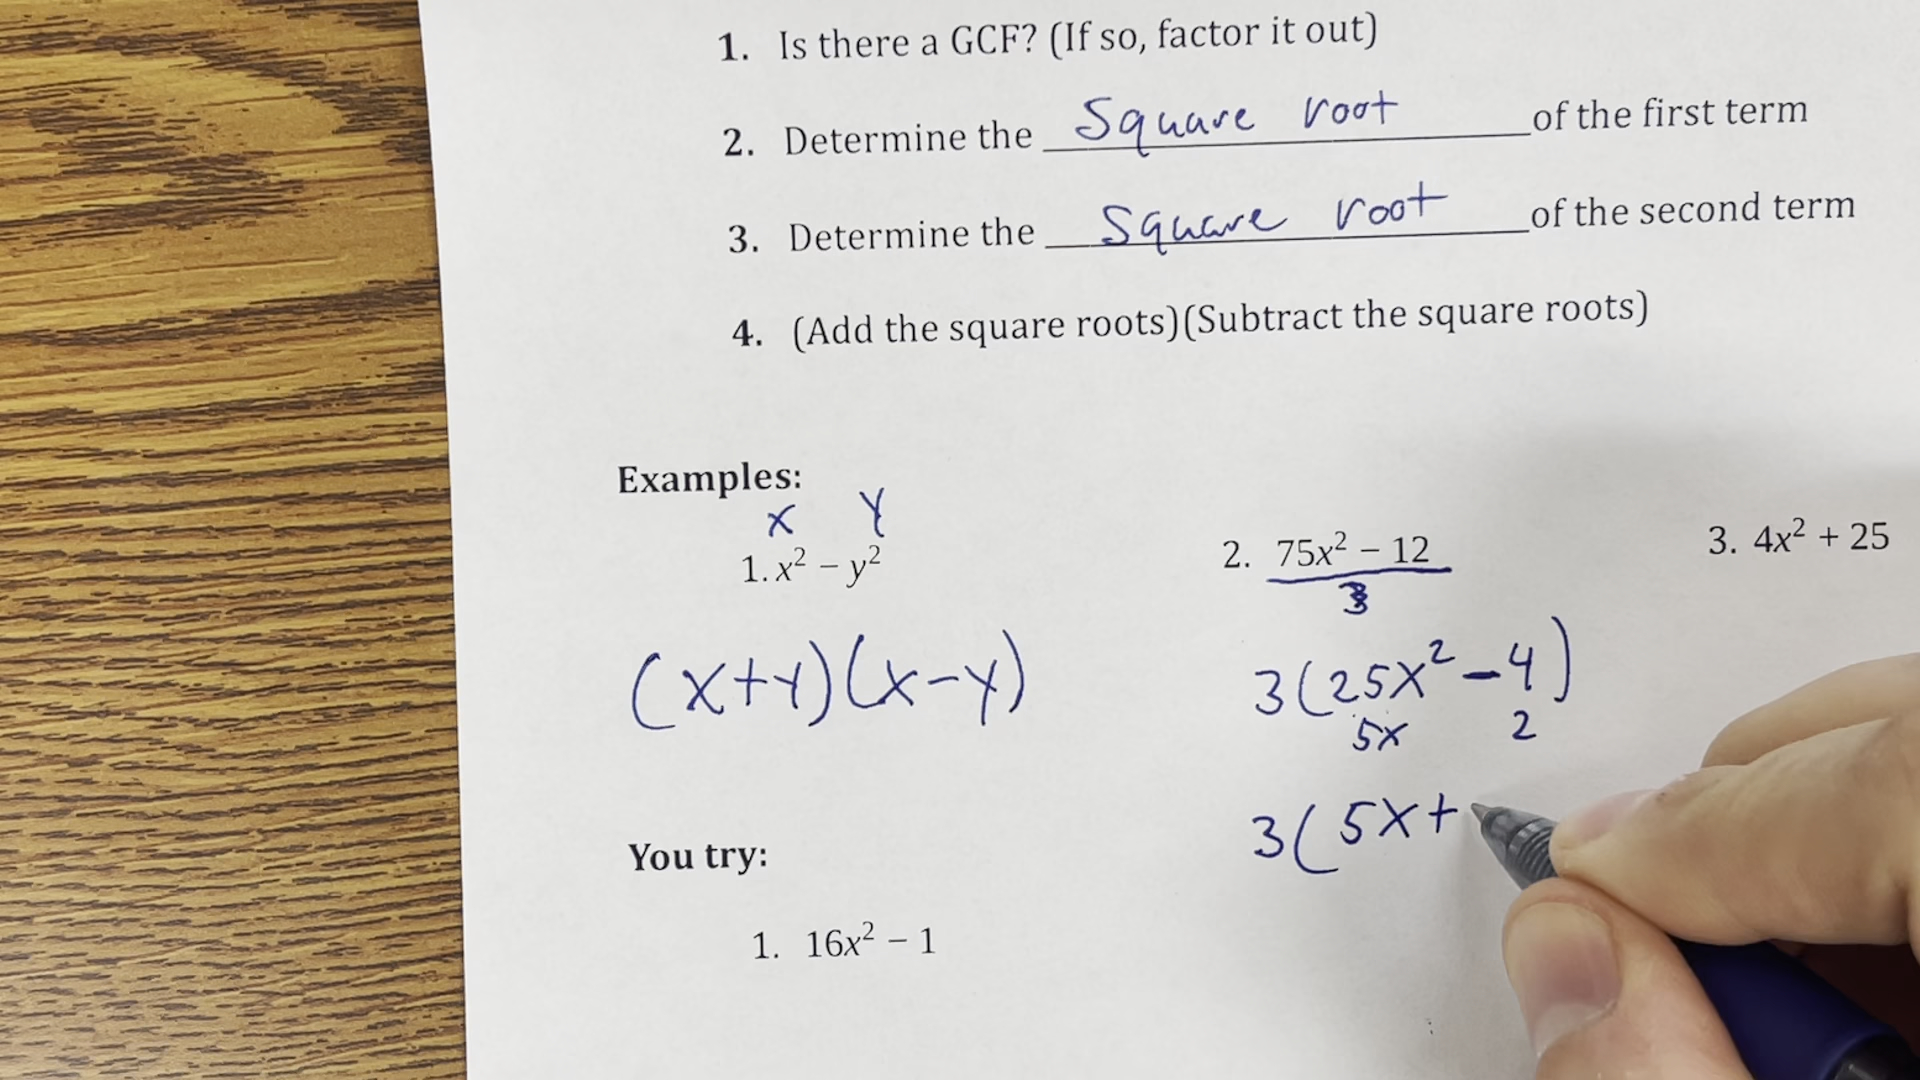 1. Is there a GCF? (If so, factor it out)
2. Determine the Square root of the first term
3. Determine the Square root of the second term
4. (Add the square roots)(Subtract the square roots)
Examples:
x y
1. x² − y²
(x+y)(x−y)
2. 75x² − 12
3
3(25x² − 4)
5x 2
3(5x+
3. 4x² + 25
You try:
1. 16x² − 1